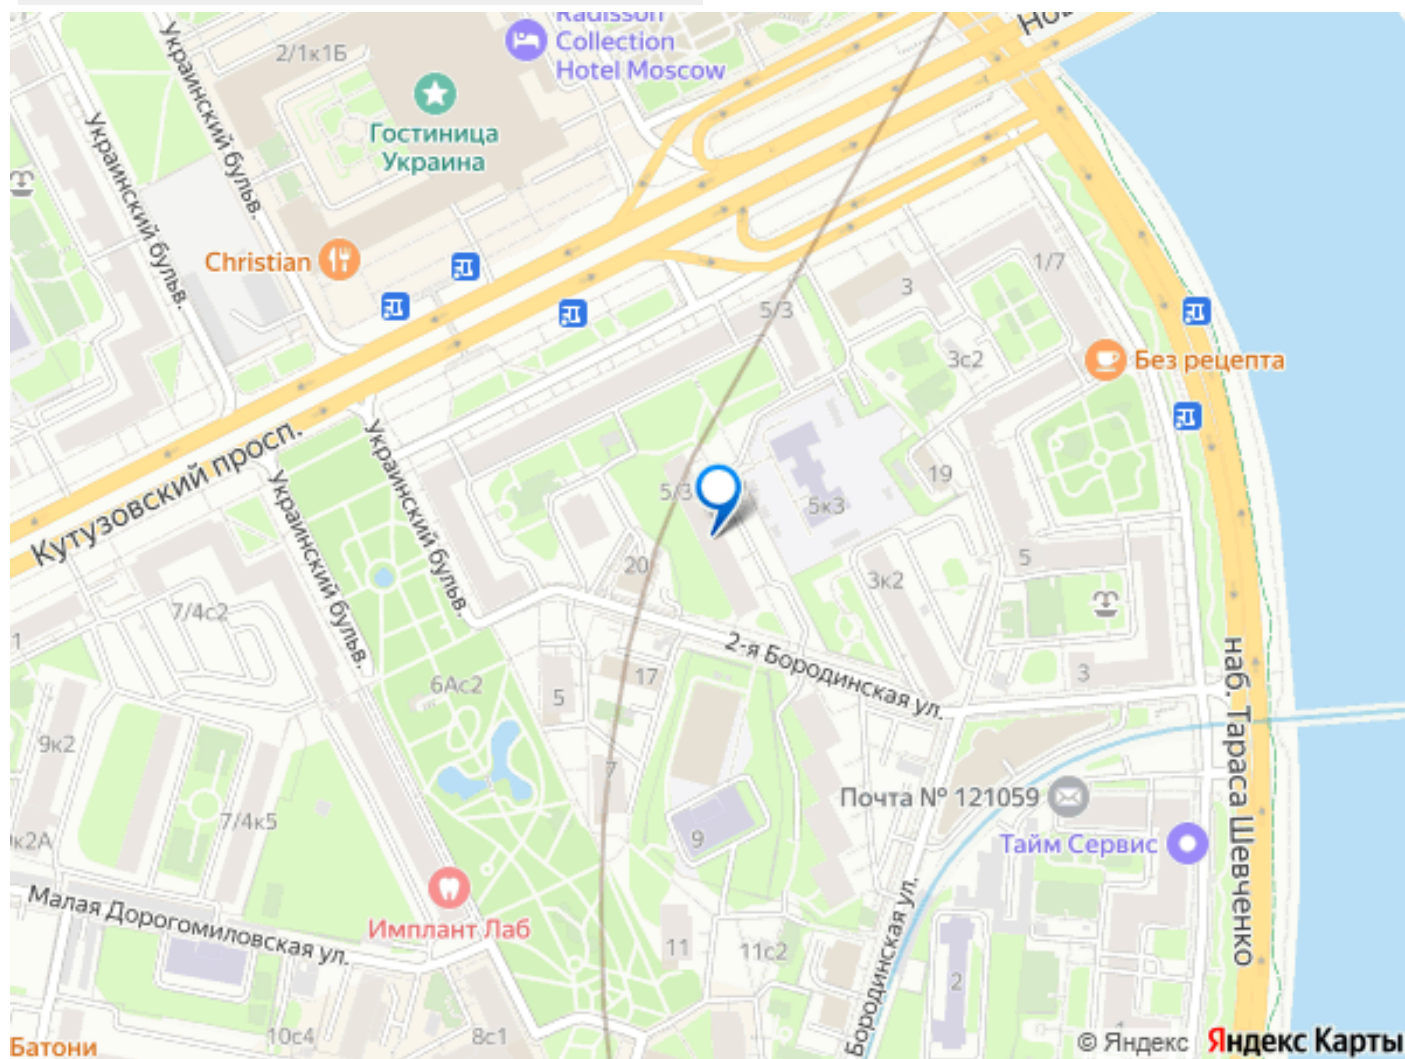 Radisson
Collection
Hotel Moscow
Украинский бульв.
2/1к1Б
Гостиница
Украина
Украинский бульв.
Christian
1/7
3
5/3
3с2
Без рецепта
Кутузовский просп.
Украинский бульв.
Украинский бульв.
5/3
5к3
19
20
3к2
5
7/4с2
1
2-я Бородинская ул.
наб. Тараса Шевченко
6Ас2
5
17
3
9к2
7
Почта № 121059
7/4к5
9
Тайм Сервис
Малая Дорогомиловская ул.
Имплант Лаб
11
11с2
Бородинская ул.
2
10с4
8с1
1
Батони
© Яндекс Яндекс Карты